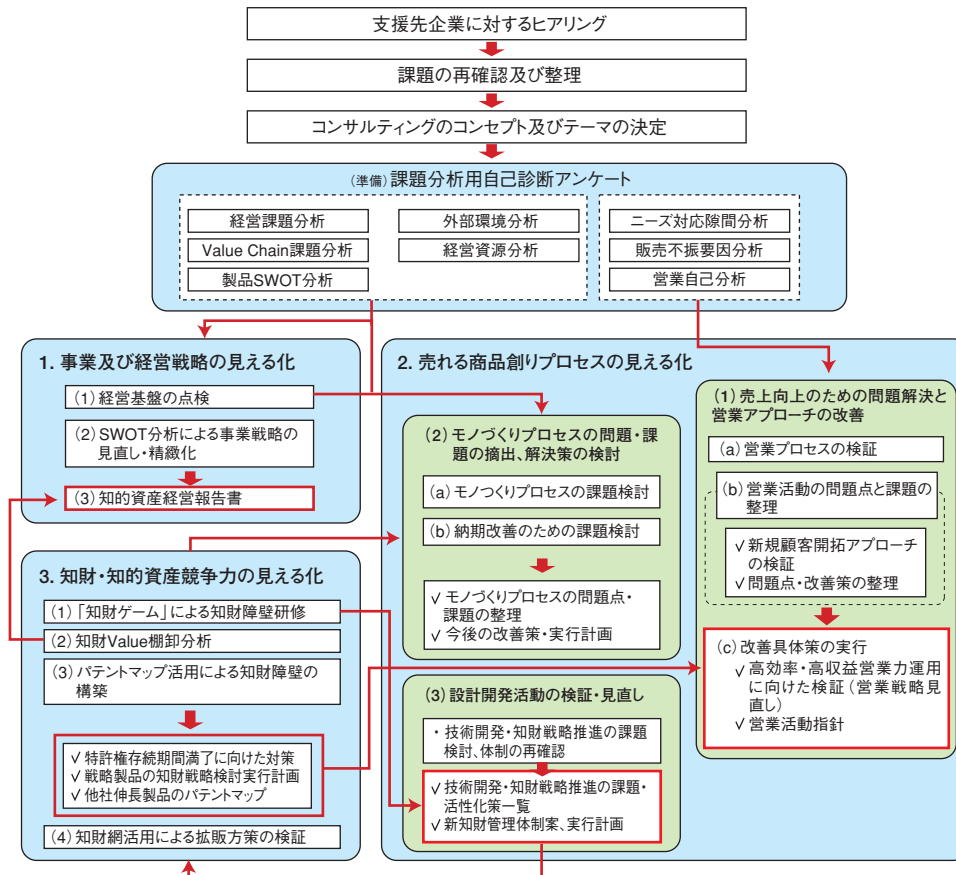 支援先企業に対するヒアリング
課題の再確認及び整理
コンサルティングのコンセプト及びテーマの決定
(準備)課題分析用自己診断アンケート
経営課題分析
外部環境分析
Value Chain課題分析
経営資源分析
製品SWOT分析
ニーズ対応隙間分析
販売不振要因分析
営業自己分析
1. 事業及び経営戦略の見える化
(1)経営基盤の点検
(2)SWOT分析による事業戦略の
見直し・精緻化
(3)知的資産経営報告書
2. 売れる商品創りプロセスの見える化
(1)売上向上のための問題解決と
営業アプローチの改善
(a)営業プロセスの検証
(b)営業活動の問題点と課題の
整理
✓新規顧客開拓アプローチ
の検証
✓問題点・改善策の整理
(c)改善具体策の実行
✓高効率・高収益営業力運用
に向けた検証(営業戦略見
直し)
✓営業活動指針
(2)モノづくりプロセスの問題・課
題の摘出、解決策の検討
(a)モノつくりプロセスの課題検討
(b)納期改善のための課題検討
✓モノづくりプロセスの問題点・
課題の整理
✓今後の改善策・実行計画
(3)設計開発活動の検証・見直し
・技術開発・知財戦略推進の課題
検討、体制の再確認
✓技術開発・知財戦略推進の課題・
活性化策一覧
✓新知財管理体制案、実行計画
3. 知財・知的資産競争力の見える化
(1)「知財ゲーム」による知財障壁研修
(2)知財Value棚卸分析
(3)パテントマップ活用による知財障壁の
構築
✓特許権存続期間満了に向けた対策
✓戦略製品の知財戦略検討実行計画
✓他社伸長製品のパテントマップ
(4)知財網活用による拡販方策の検証